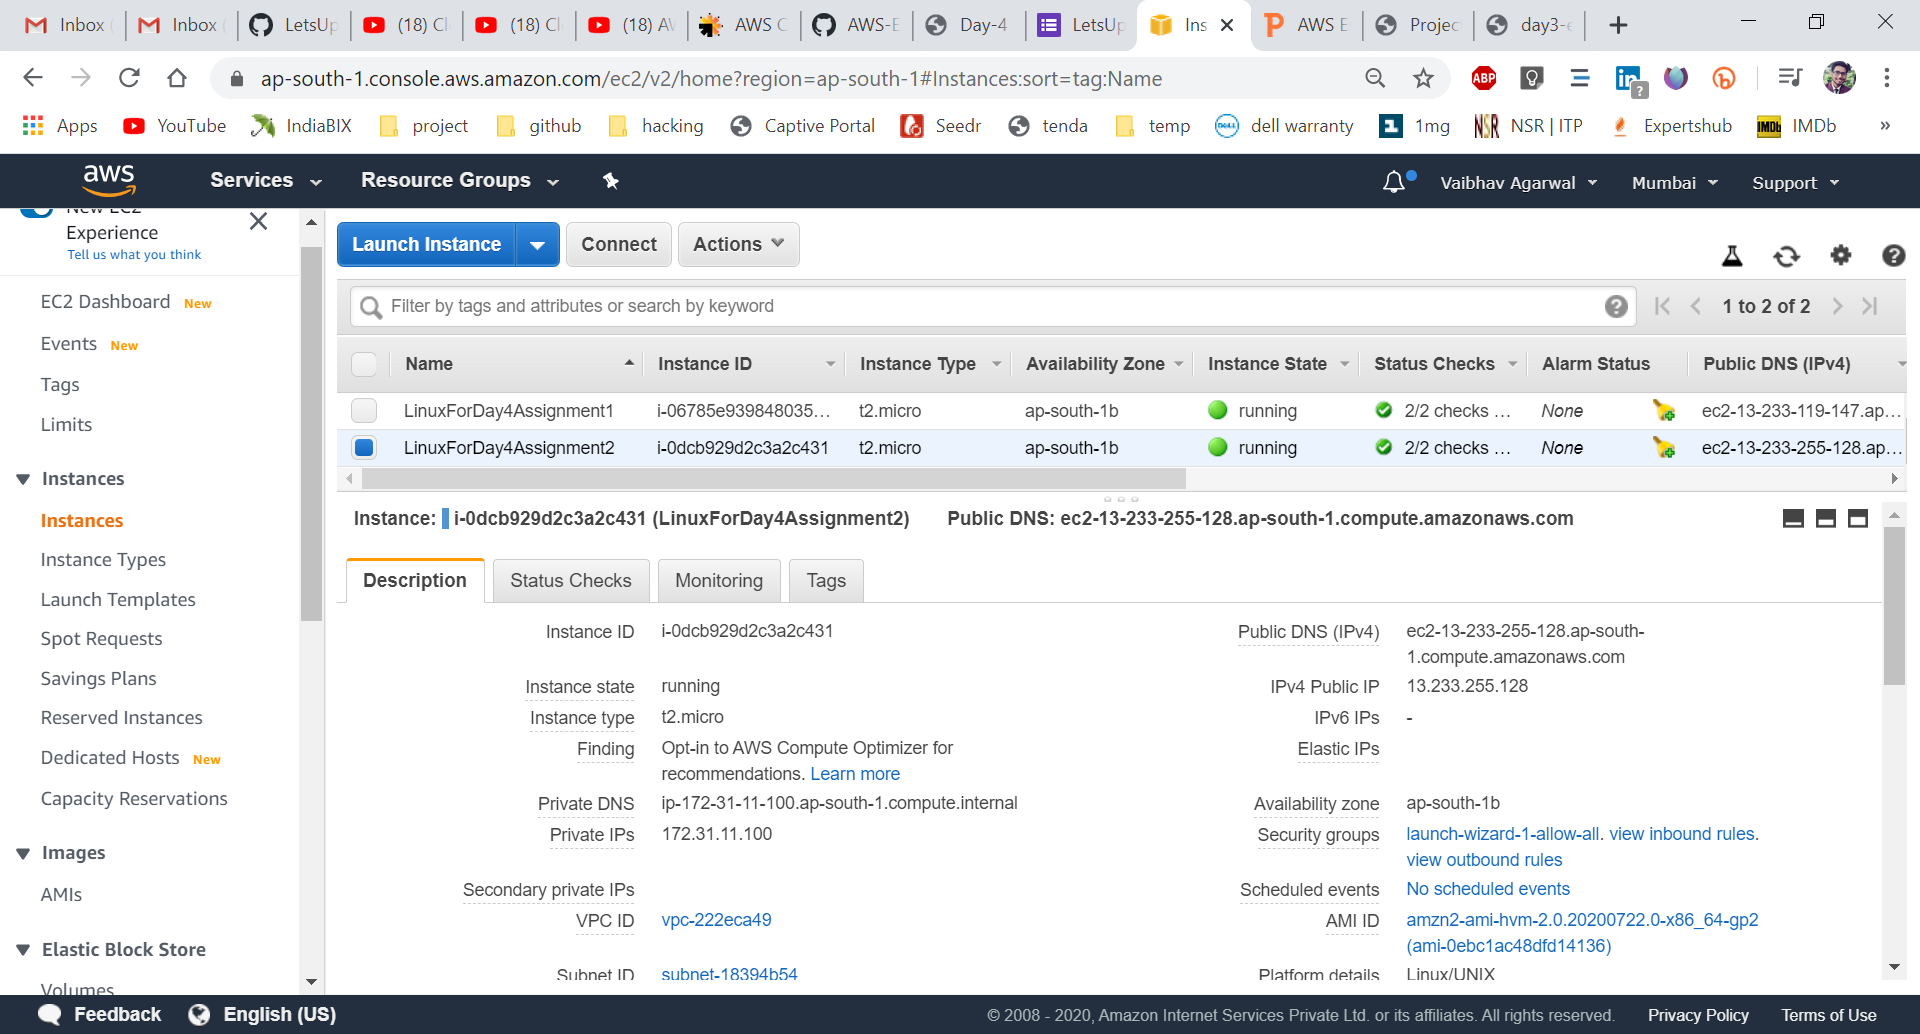 Inbox
Inbox
LetsUp
(18) Cl
(18) Cl
(18) A
AWS C
AWS-E
Day-4
LetsUp
Ins
AWS E
Projec
day3-e
ap-south-1.console.aws.amazon.com/ec2/v2/home?region=ap-south-1#Instances:sort=tag:Name
ABP
Apps
YouTube
IndiaBIX
project
github
hacking
Captive Portal
Seedr
tenda
temp
dell warranty
1mg
NSR | ITP
Expertshub
IMDb
»
aws
Services
Resource Groups
Vaibhav Agarwal
Mumbai
Support
New EC2
Experience
Tell us what you think
EC2 Dashboard New
Events New
Tags
Limits
Instances
Instances
Instance Types
Launch Templates
Spot Requests
Savings Plans
Reserved Instances
Dedicated Hosts New
Capacity Reservations
Images
AMIs
Elastic Block Store
Volumes
Launch Instance
Connect
Actions
Filter by tags and attributes or search by keyword
1 to 2 of 2
Name Instance ID Instance Type Availability Zone Instance State Status Checks Alarm Status Public DNS (IPv4)
LinuxForDay4Assignment1 i-06785e939848035... t2.micro ap-south-1b running 2/2 checks ... None ec2-13-233-119-147.ap...
LinuxForDay4Assignment2 i-0dcb929d2c3a2c431 t2.micro ap-south-1b running 2/2 checks ... None ec2-13-233-255-128.ap...
Instance: i-0dcb929d2c3a2c431 (LinuxForDay4Assignment2) Public DNS: ec2-13-233-255-128.ap-south-1.compute.amazonaws.com
Description
Status Checks
Monitoring
Tags
Instance ID i-0dcb929d2c3a2c431
Instance state running
Instance type t2.micro
Finding Opt-in to AWS Compute Optimizer for
recommendations. Learn more
Private DNS ip-172-31-11-100.ap-south-1.compute.internal
Private IPs 172.31.11.100
Secondary private IPs
VPC ID vpc-222eca49
Subnet ID subnet-18394b54
Public DNS (IPv4) ec2-13-233-255-128.ap-south-
1.compute.amazonaws.com
IPv4 Public IP 13.233.255.128
IPv6 IPs -
Elastic IPs
Availability zone ap-south-1b
Security groups launch-wizard-1-allow-all. view inbound rules.
view outbound rules
Scheduled events No scheduled events
AMI ID amzn2-ami-hvm-2.0.20200722.0-x86_64-gp2
(ami-0ebc1ac48dfd14136)
Platform details Linux/UNIX
Feedback
English (US)
© 2008 - 2020, Amazon Internet Services Private Ltd. or its affiliates. All rights reserved.
Privacy Policy
Terms of Use